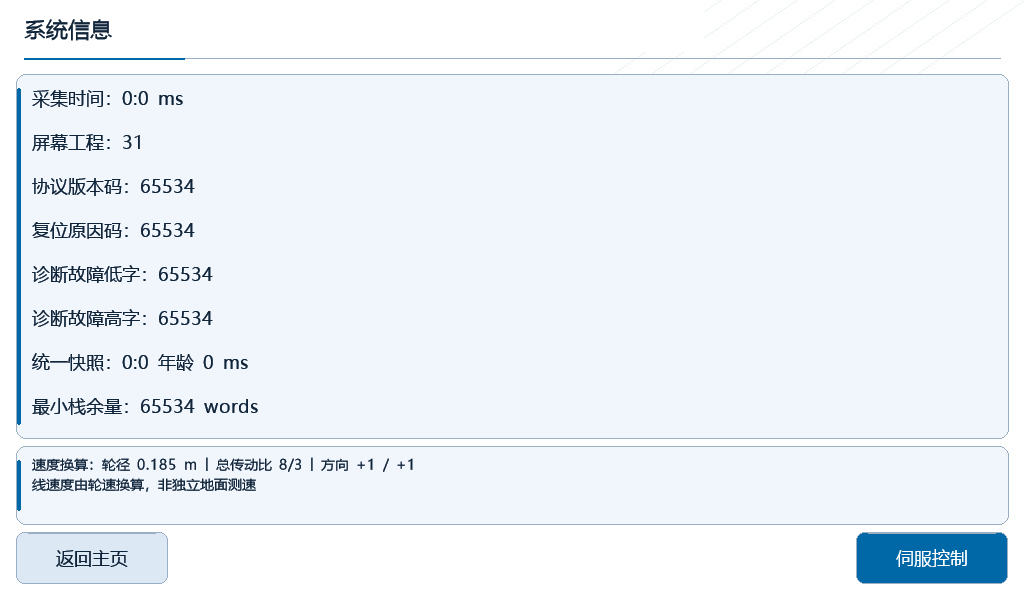 系统信息
采集时间：0:0 ms
屏幕工程：31
协议版本码：65534
复位原因码：65534
诊断故障低字：65534
诊断故障高字：65534
统一快照：0:0 年龄 0 ms
最小栈余量：65534 words
速度换算：轮径 0.185 m | 总传动比 8/3 | 方向 +1 / +1
线速度由轮速换算，非独立地面测速
返回主页
伺服控制